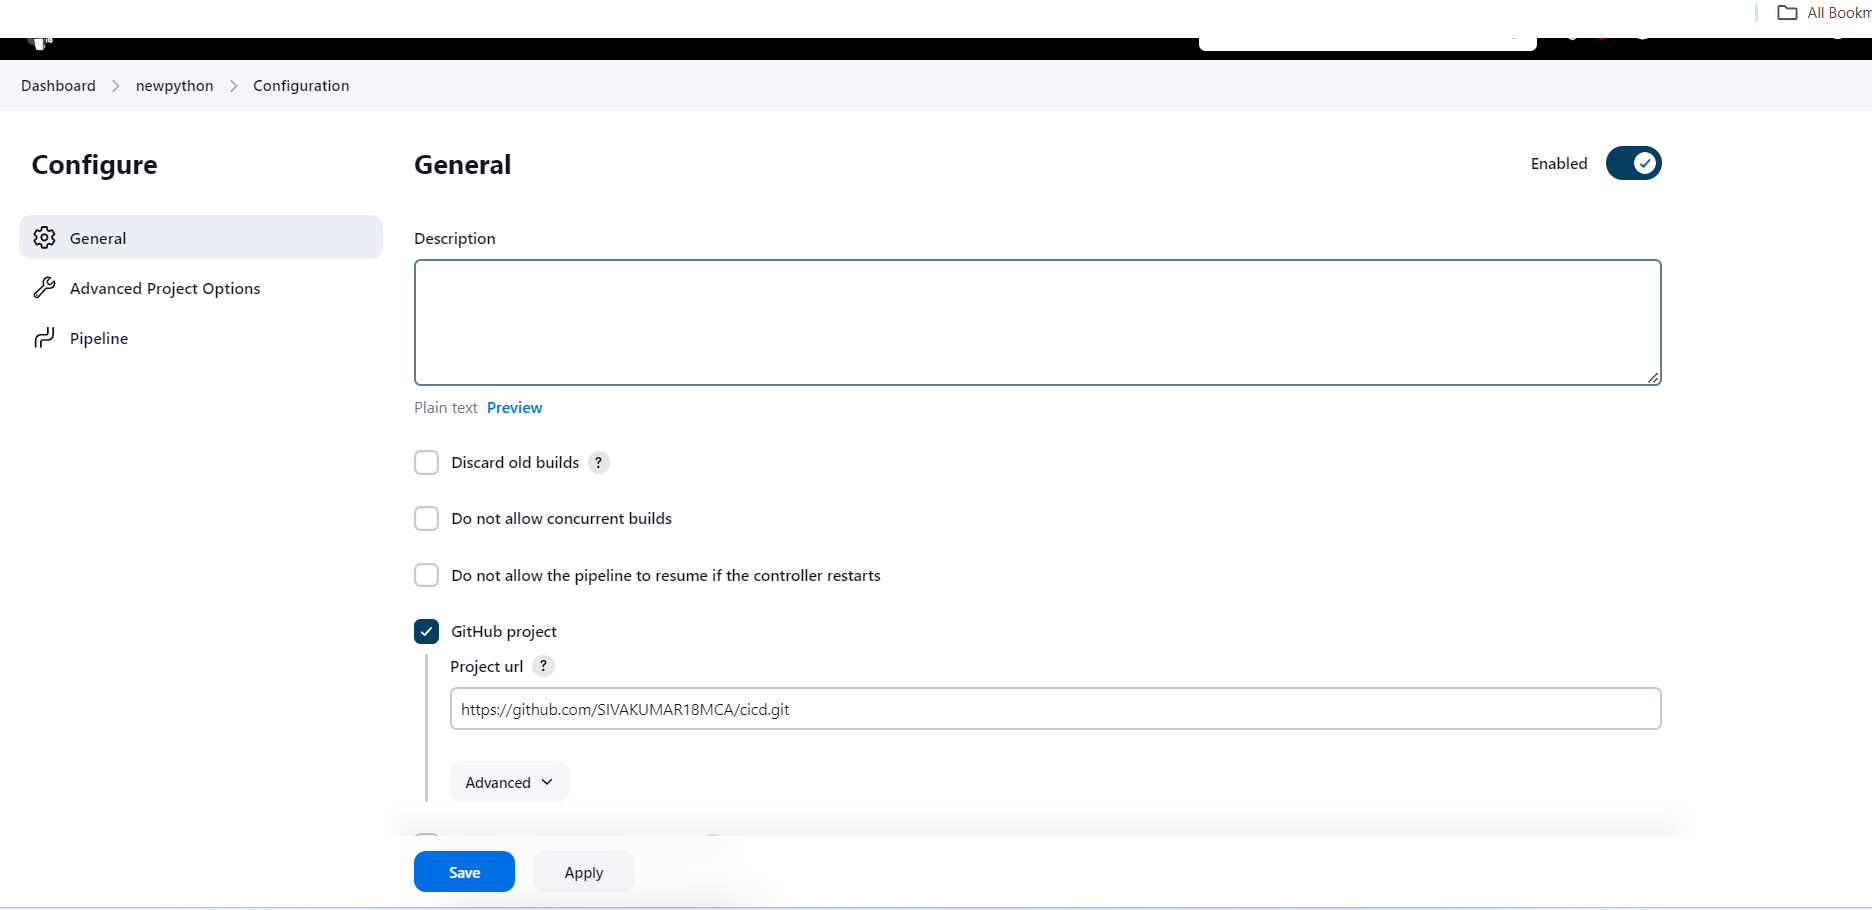 All Bookm
Dashboard > newpython > Configuration
Configure
General
Advanced Project Options
Pipeline
General
Enabled
Description
Plain text Preview
Discard old builds ?
Do not allow concurrent builds
Do not allow the pipeline to resume if the controller restarts
GitHub project
Project url ?
https://github.com/SIVAKUMAR18MCA/cicd.git
Advanced
Save Apply